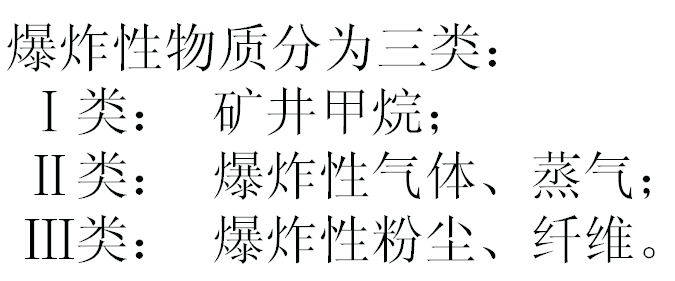 爆炸性物质分为三类：
Ⅰ类： 矿井甲烷；
Ⅱ类： 爆炸性气体、蒸气；
Ⅲ类： 爆炸性粉尘、纤维。